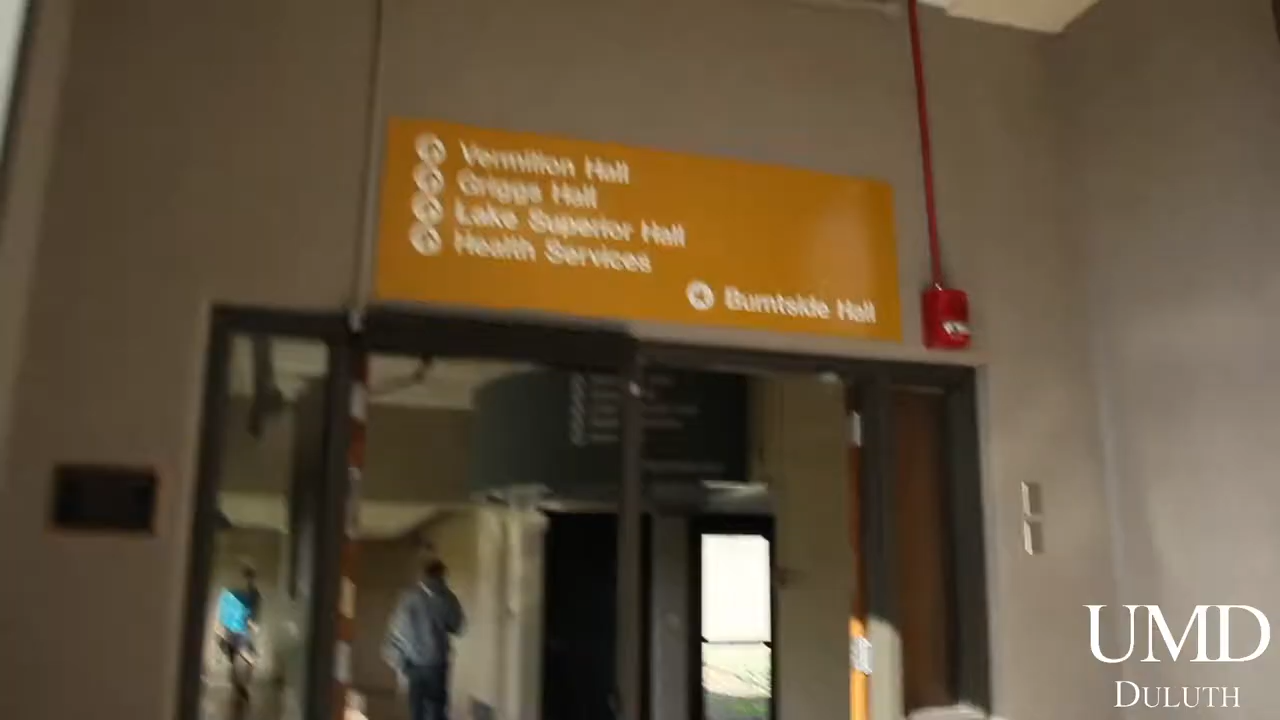 Vermilion Hall
Griggs Hall
Lake Superior Hall
Health Services
Burntside Hall
UMD
DULUTH